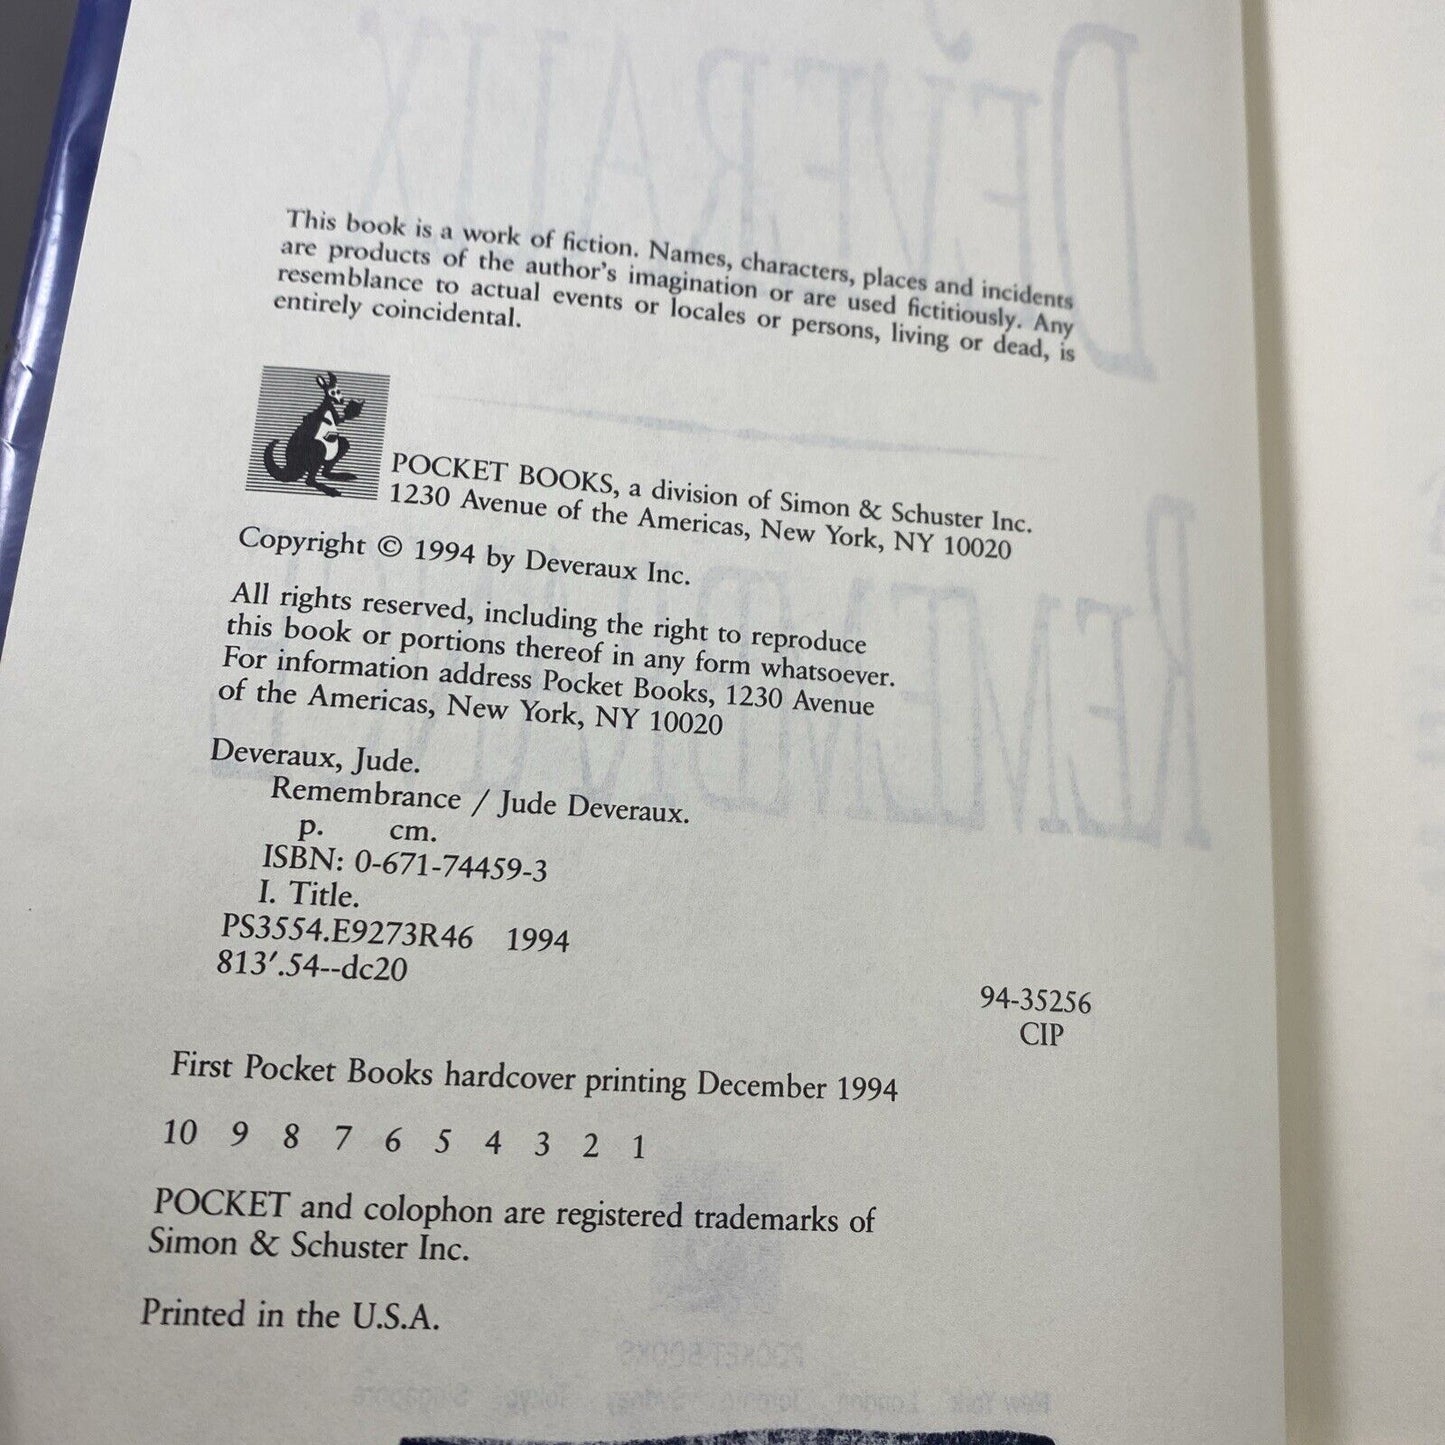 This book is a work of fiction. Names, characters, places and incidents
are products of the author's imagination or are used fictitiously. Any
resemblance to actual events or locales or persons, living or dead, is
entirely coincidental.
POCKET BOOKS, a division of Simon & Schuster Inc.
1230 Avenue of the Americas, New York, NY 10020
Copyright © 1994 by Deveraux Inc.
All rights reserved, including the right to reproduce
this book or portions thereof in any form whatsoever.
For information address Pocket Books, 1230 Avenue
of the Americas, New York, NY 10020
Deveraux, Jude.
Remembrance / Jude Deveraux.
p. cm.
ISBN: 0-671-74459-3
I. Title.
PS3554.E9273R46 1994
813′.54--dc20
94-35256
CIP
First Pocket Books hardcover printing December 1994
10 9 8 7 6 5 4 3 2 1
POCKET and colophon are registered trademarks of
Simon & Schuster Inc.
Printed in the U.S.A.